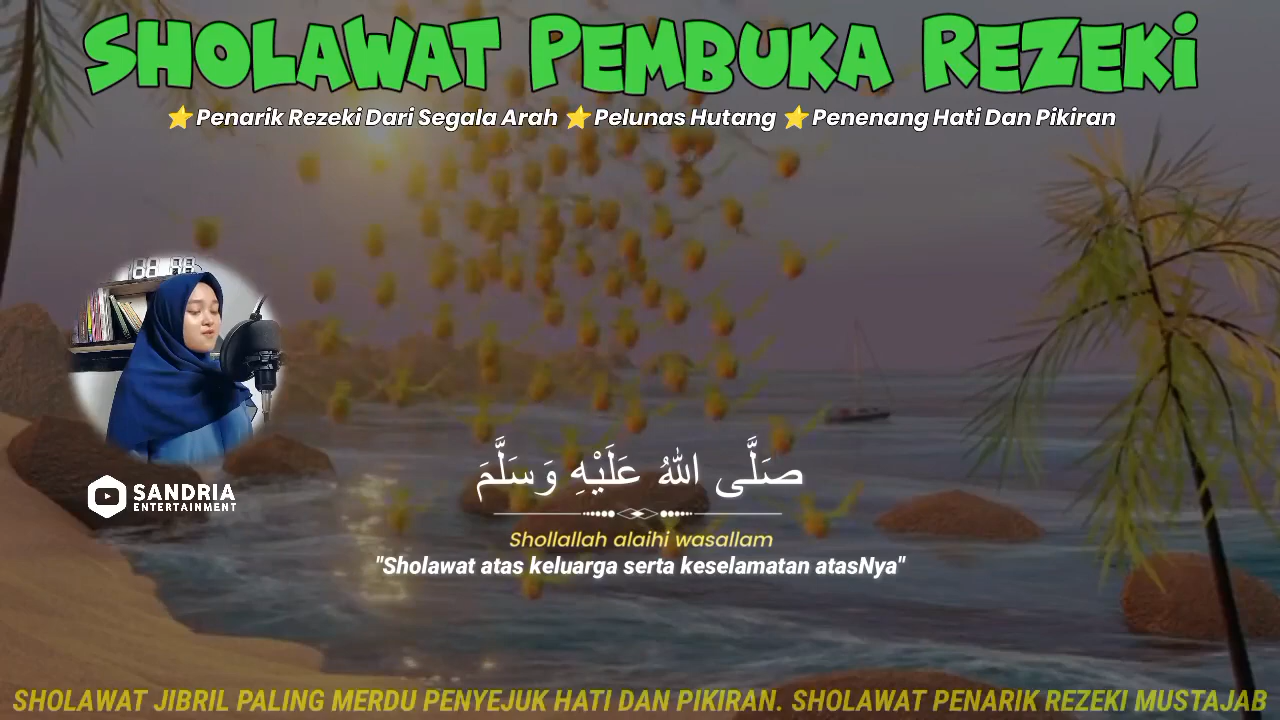 SHOLAWAT PEMBUKA REZEKI
⭐Penarik Rezeki Dari Segala Arah ⭐Pelunas Hutang ⭐Penenang Hati Dan Pikiran
صَلَّى اللهُ عَلَيْهِ وَسَلَّمَ
SANDRIA
ENTERTAINMENT
Shollallah alaihi wasallam
"Sholawat atas keluarga serta keselamatan atasNya"
SHOLAWAT JIBRIL PALING MERDU PENYEJUK HATI DAN PIKIRAN. SHOLAWAT PENARIK REZEKI MUSTAJAB